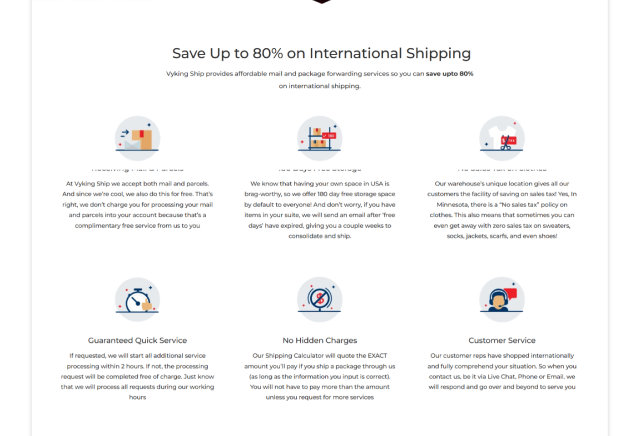 Save Up to 80% on International Shipping
Vyking Ship provides affordable mail and package forwarding services so you can save upto 80%
on international shipping.
Receiving Mail & Parcels
At Vyking Ship we accept both mail and parcels.
And since we're cool, we also do this for free. That's
right, we don't charge you for processing your mail
and parcels into your account because that's a
complimentary free service from us to you
180 Days Free Storage
We know that having your own space in USA is
brag-worthy, so we offer 180 day free storage space
by default to everyone! And don't worry, if you have
items in your suite, we will send an email after 'free
days' have expired, giving you a couple weeks to
consolidate and ship.
No Sales Tax on Clothes
Our warehouse's unique location gives all our
customers the facility of saving on sales tax! Yes, In
Minnesota, there is a "No sales tax" policy on
clothes. This also means that sometimes you can
even get away with zero sales tax on sweaters,
socks, jackets, scarfs, and even shoes!
Guaranteed Quick Service
If requested, we will start all additional service
processing within 2 hours. If not, the processing
request will be completed free of charge. Just know
that we will process all requests during our working
hours
No Hidden Charges
Our Shipping Calculator will quote the EXACT
amount you'll pay if you ship a package through us
(as long as the information you input is correct).
You will not have to pay more than the amount
unless you request for more services
Customer Service
Our customer reps have shopped internationally
and fully comprehend your situation. So when you
contact us, be it via Live Chat, Phone or Email, we
will respond and go over and beyond to serve you